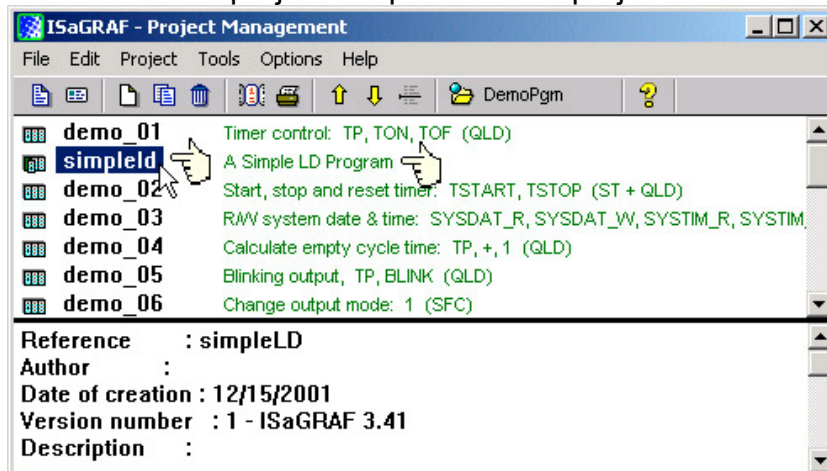 ISaGRAF - Project Management
File Edit Project Tools Options Help
DemoPgm
demo_01 Timer control: TP, TON, TOF (QLD)
simpleld A Simple LD Program
demo_02 Start, stop and reset timer: TSTART, TSTOP (ST + QLD)
demo_03 R/W system date & time: SYSDAT_R, SYSDAT_W, SYSTIM_R, SYSTIM_
demo_04 Calculate empty cycle time: TP, +, 1 (QLD)
demo_05 Blinking output, TP, BLINK (QLD)
demo_06 Change output mode: 1 (SFC)
Reference : simpleLD
Author :
Date of creation : 12/15/2001
Version number : 1 - ISaGRAF 3.41
Description :